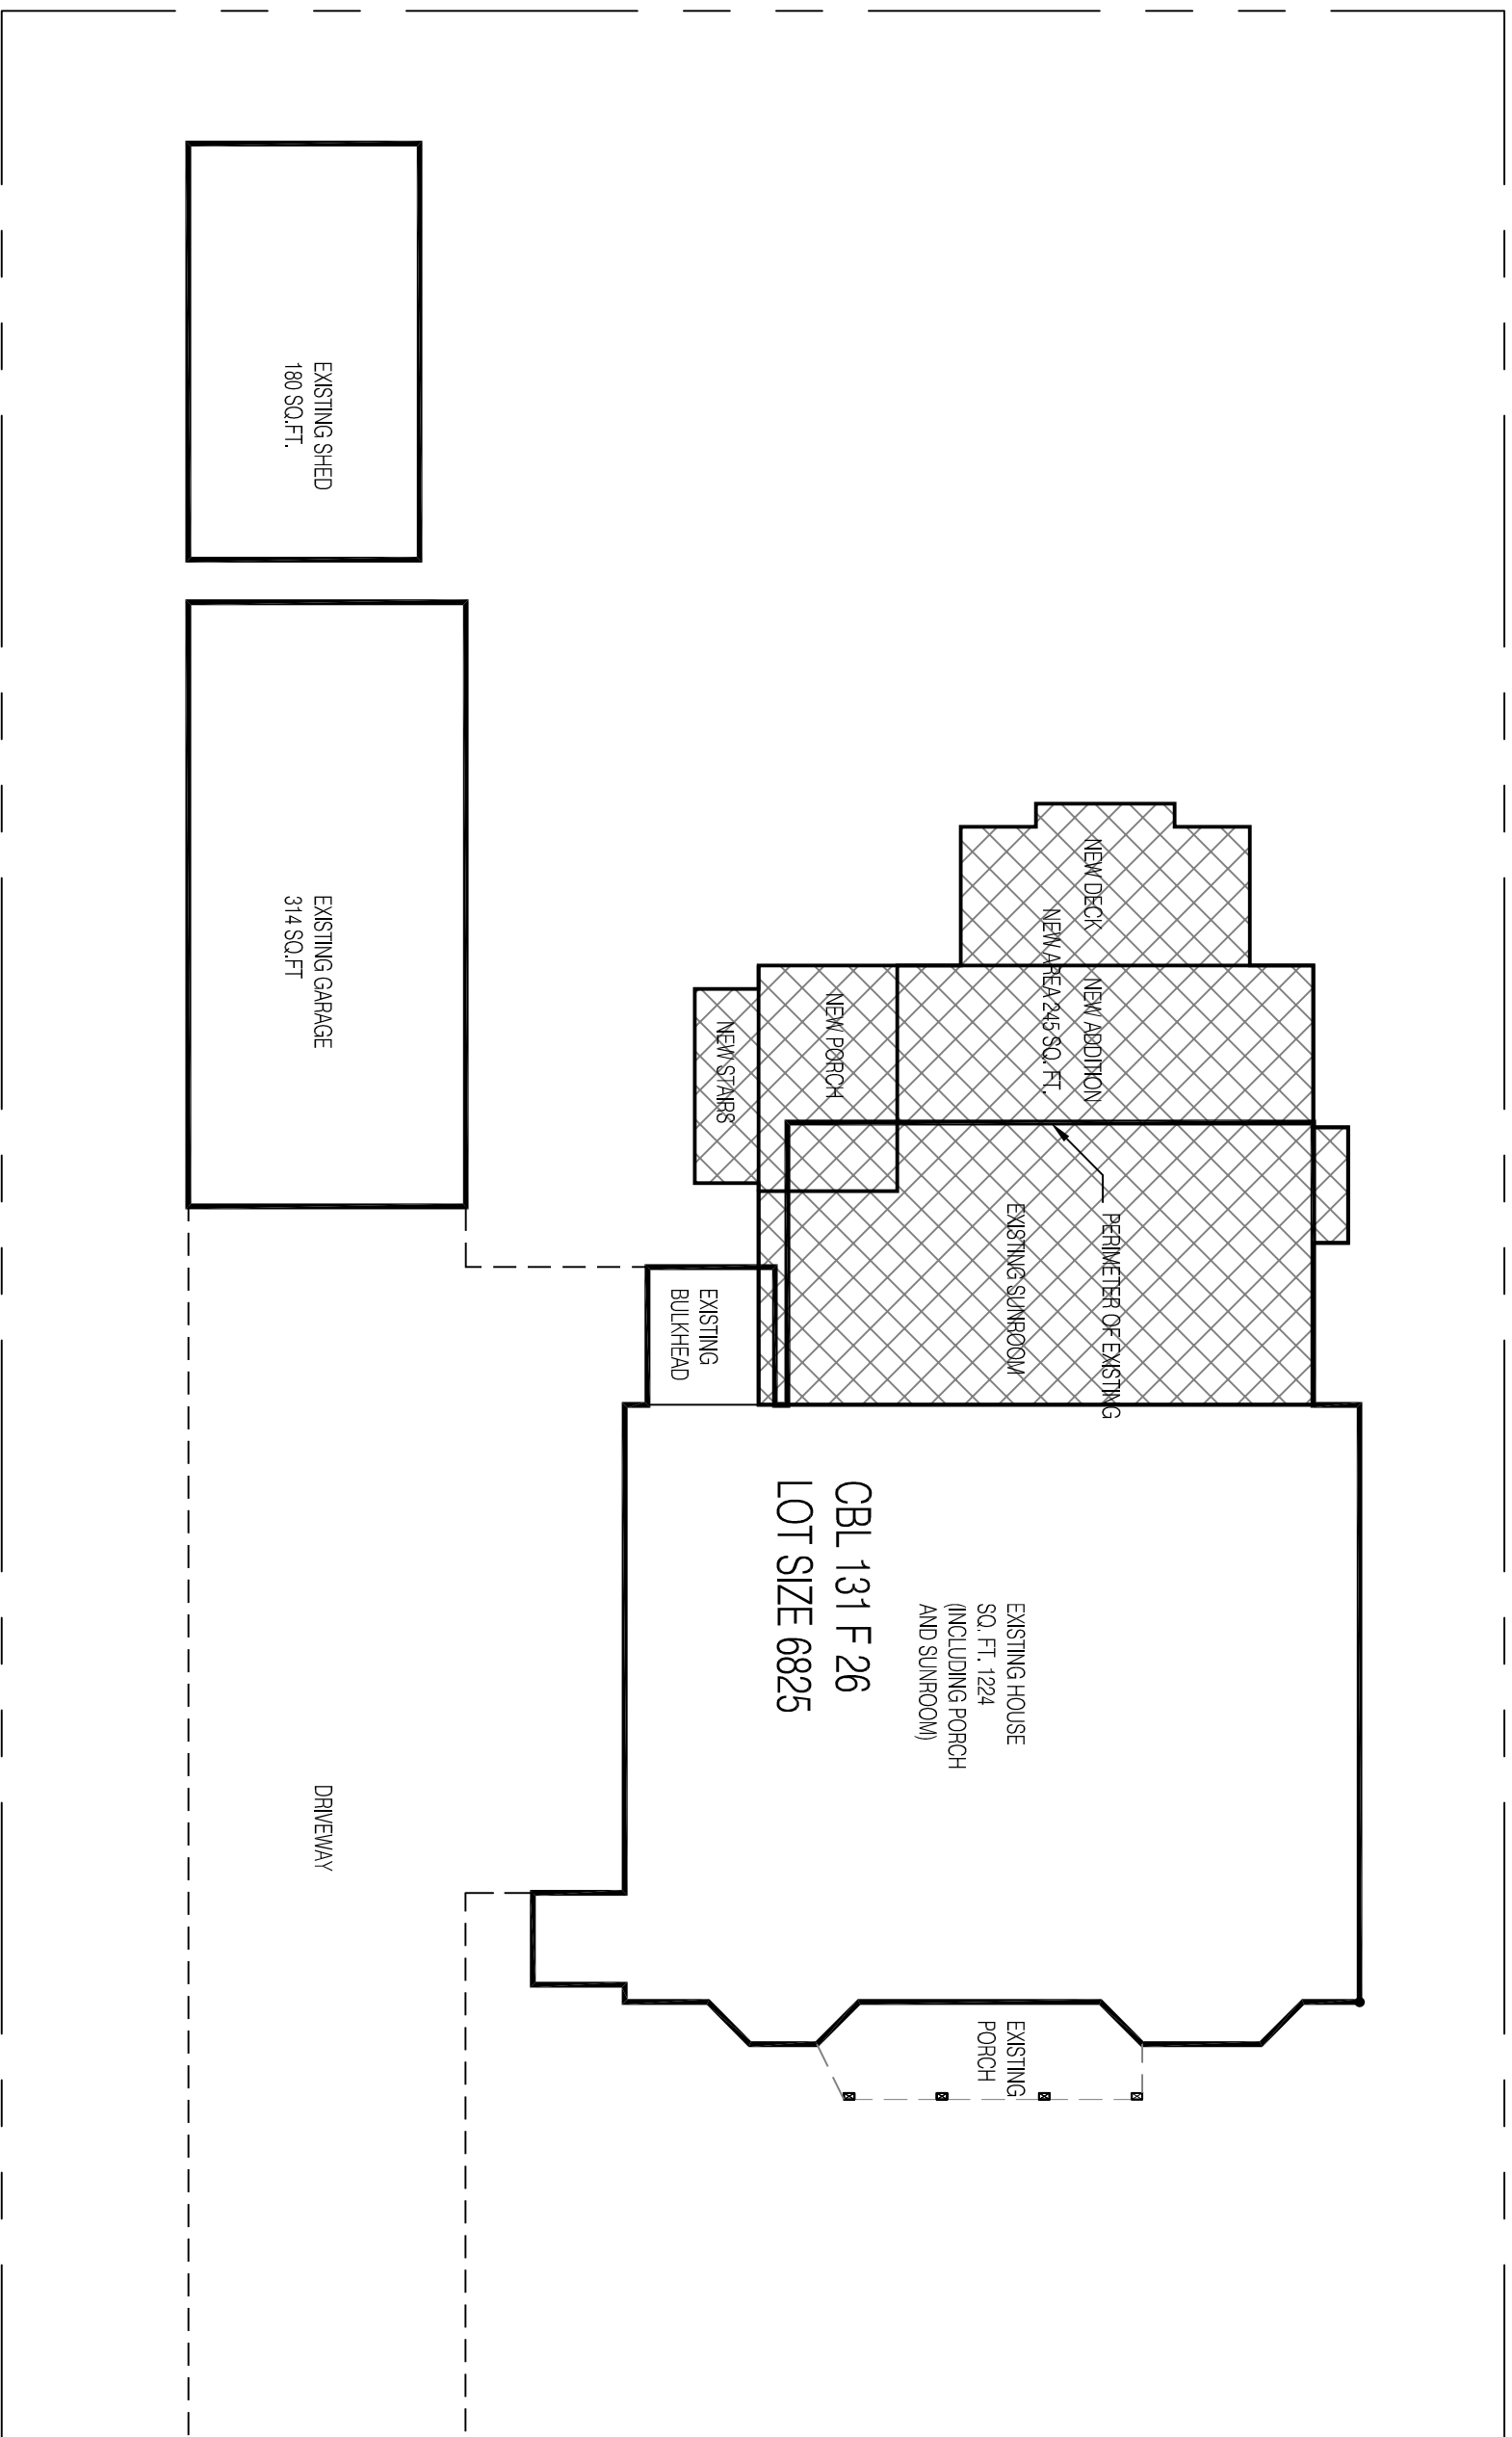 EXISTING SHED
180 SQ.FT.
EXISTING GARAGE
314 SQ.FT
NEW DECK
NEW ADDITION
NEW AREA 245 SQ. FT.
NEW PORCH
NEW STAIRS
PERIMETER OF EXISTING
EXISTING SUNROOM
EXISTING
BULKHEAD
CBL 131 F 26
LOT SIZE 6825
EXISTING HOUSE
SQ. FT. 1224
(INCLUDING PORCH
AND SUNROOM)
DRIVEWAY
EXISTING
PORCH